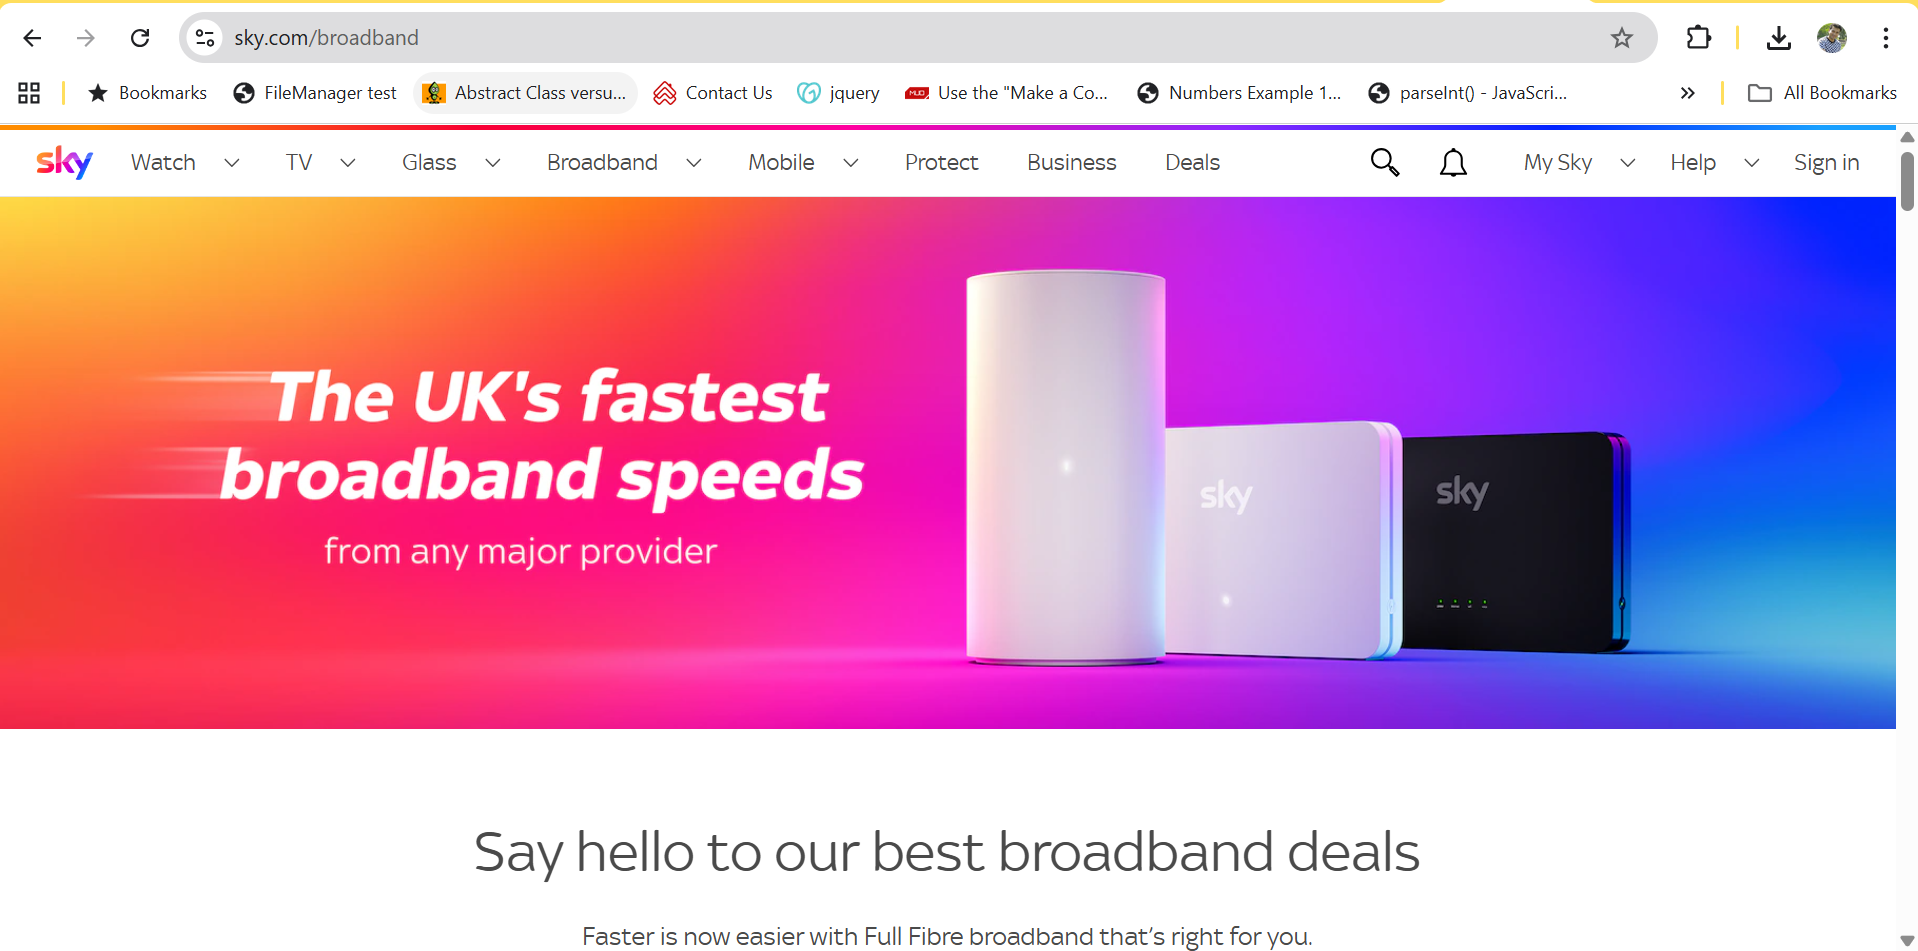 sky.com/broadband
Bookmarks FileManager test Abstract Class versu... Contact Us jquery MUO Use the "Make a Co... Numbers Example 1... parseInt() - JavaScri... » All Bookmarks
sky Watch TV Glass Broadband Mobile Protect Business Deals My Sky Help Sign in
The UK's fastest
broadband speeds
from any major provider
sky
sky
Say hello to our best broadband deals
Faster is now easier with Full Fibre broadband that’s right for you.